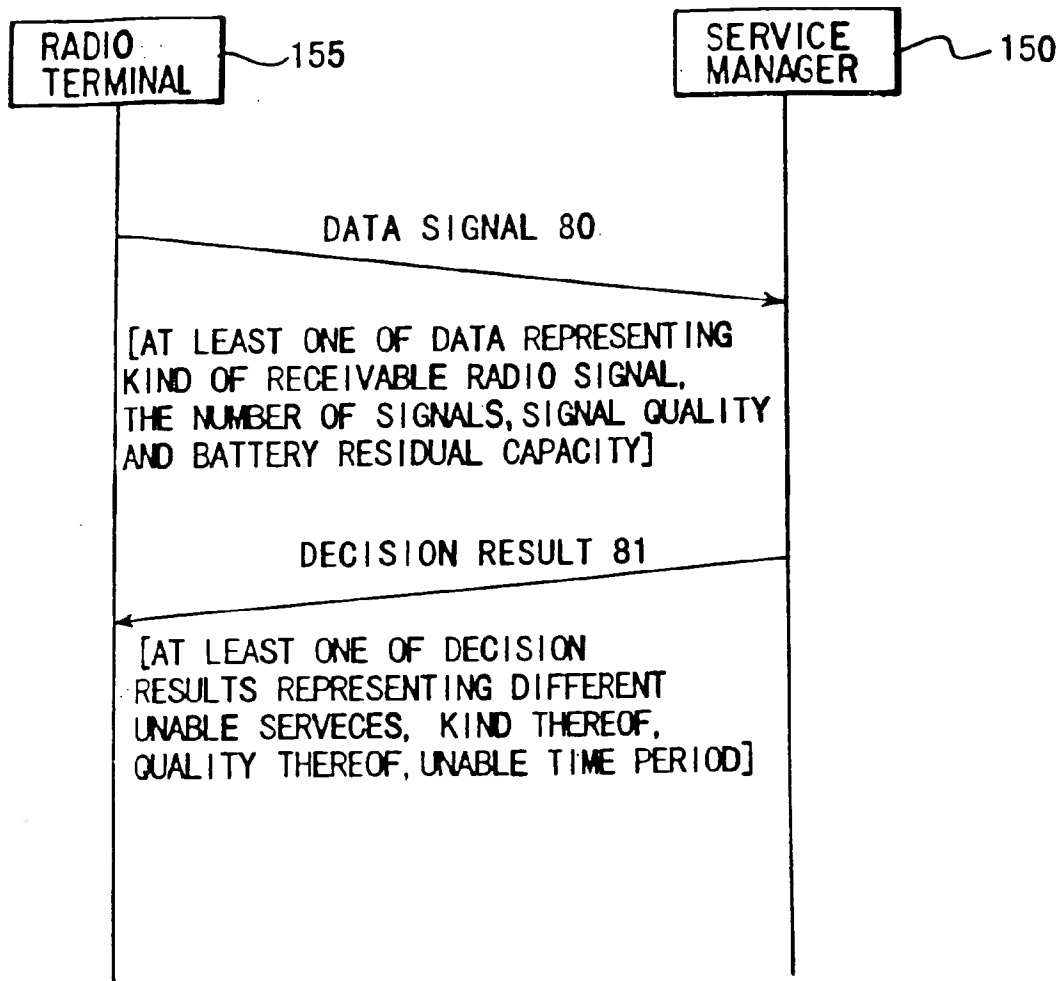 RADIO
TERMINAL
155
SERVICE
MANAGER
150
DATA SIGNAL 80
[AT LEAST ONE OF DATA REPRESENTING
KIND OF RECEIVABLE RADIO SIGNAL,
THE NUMBER OF SIGNALS, SIGNAL QUALITY
AND BATTERY RESIDUAL CAPACITY]
DECISION RESULT 81
[AT LEAST ONE OF DECISION
RESULTS REPRESENTING DIFFERENT
UNABLE SERVECES, KIND THEREOF,
QUALITY THEREOF, UNABLE TIME PERIOD]